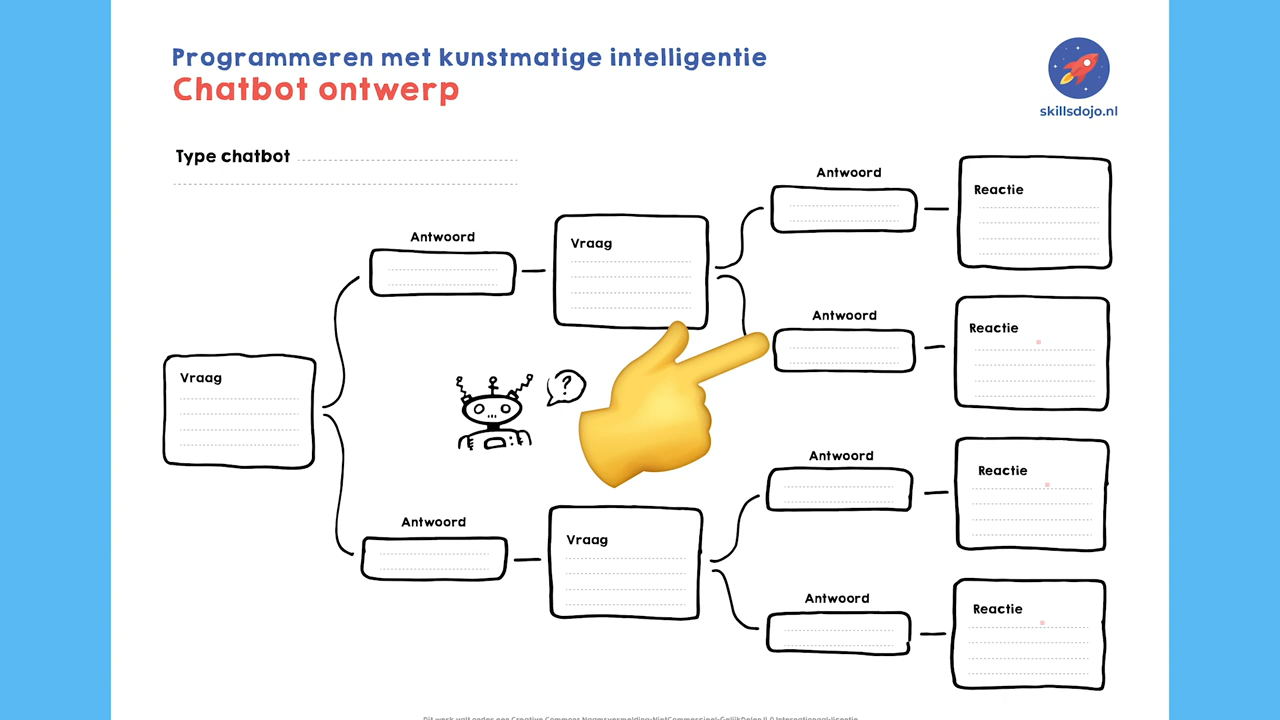 Programmeren met kunstmatige intelligentie
Chatbot ontwerp
skillsdojo.nl
Type chatbot
Antwoord
Reactie
Antwoord
Vraag
Antwoord
Reactie
Vraag
?
Antwoord
Reactie
Antwoord
Vraag
Antwoord
Reactie